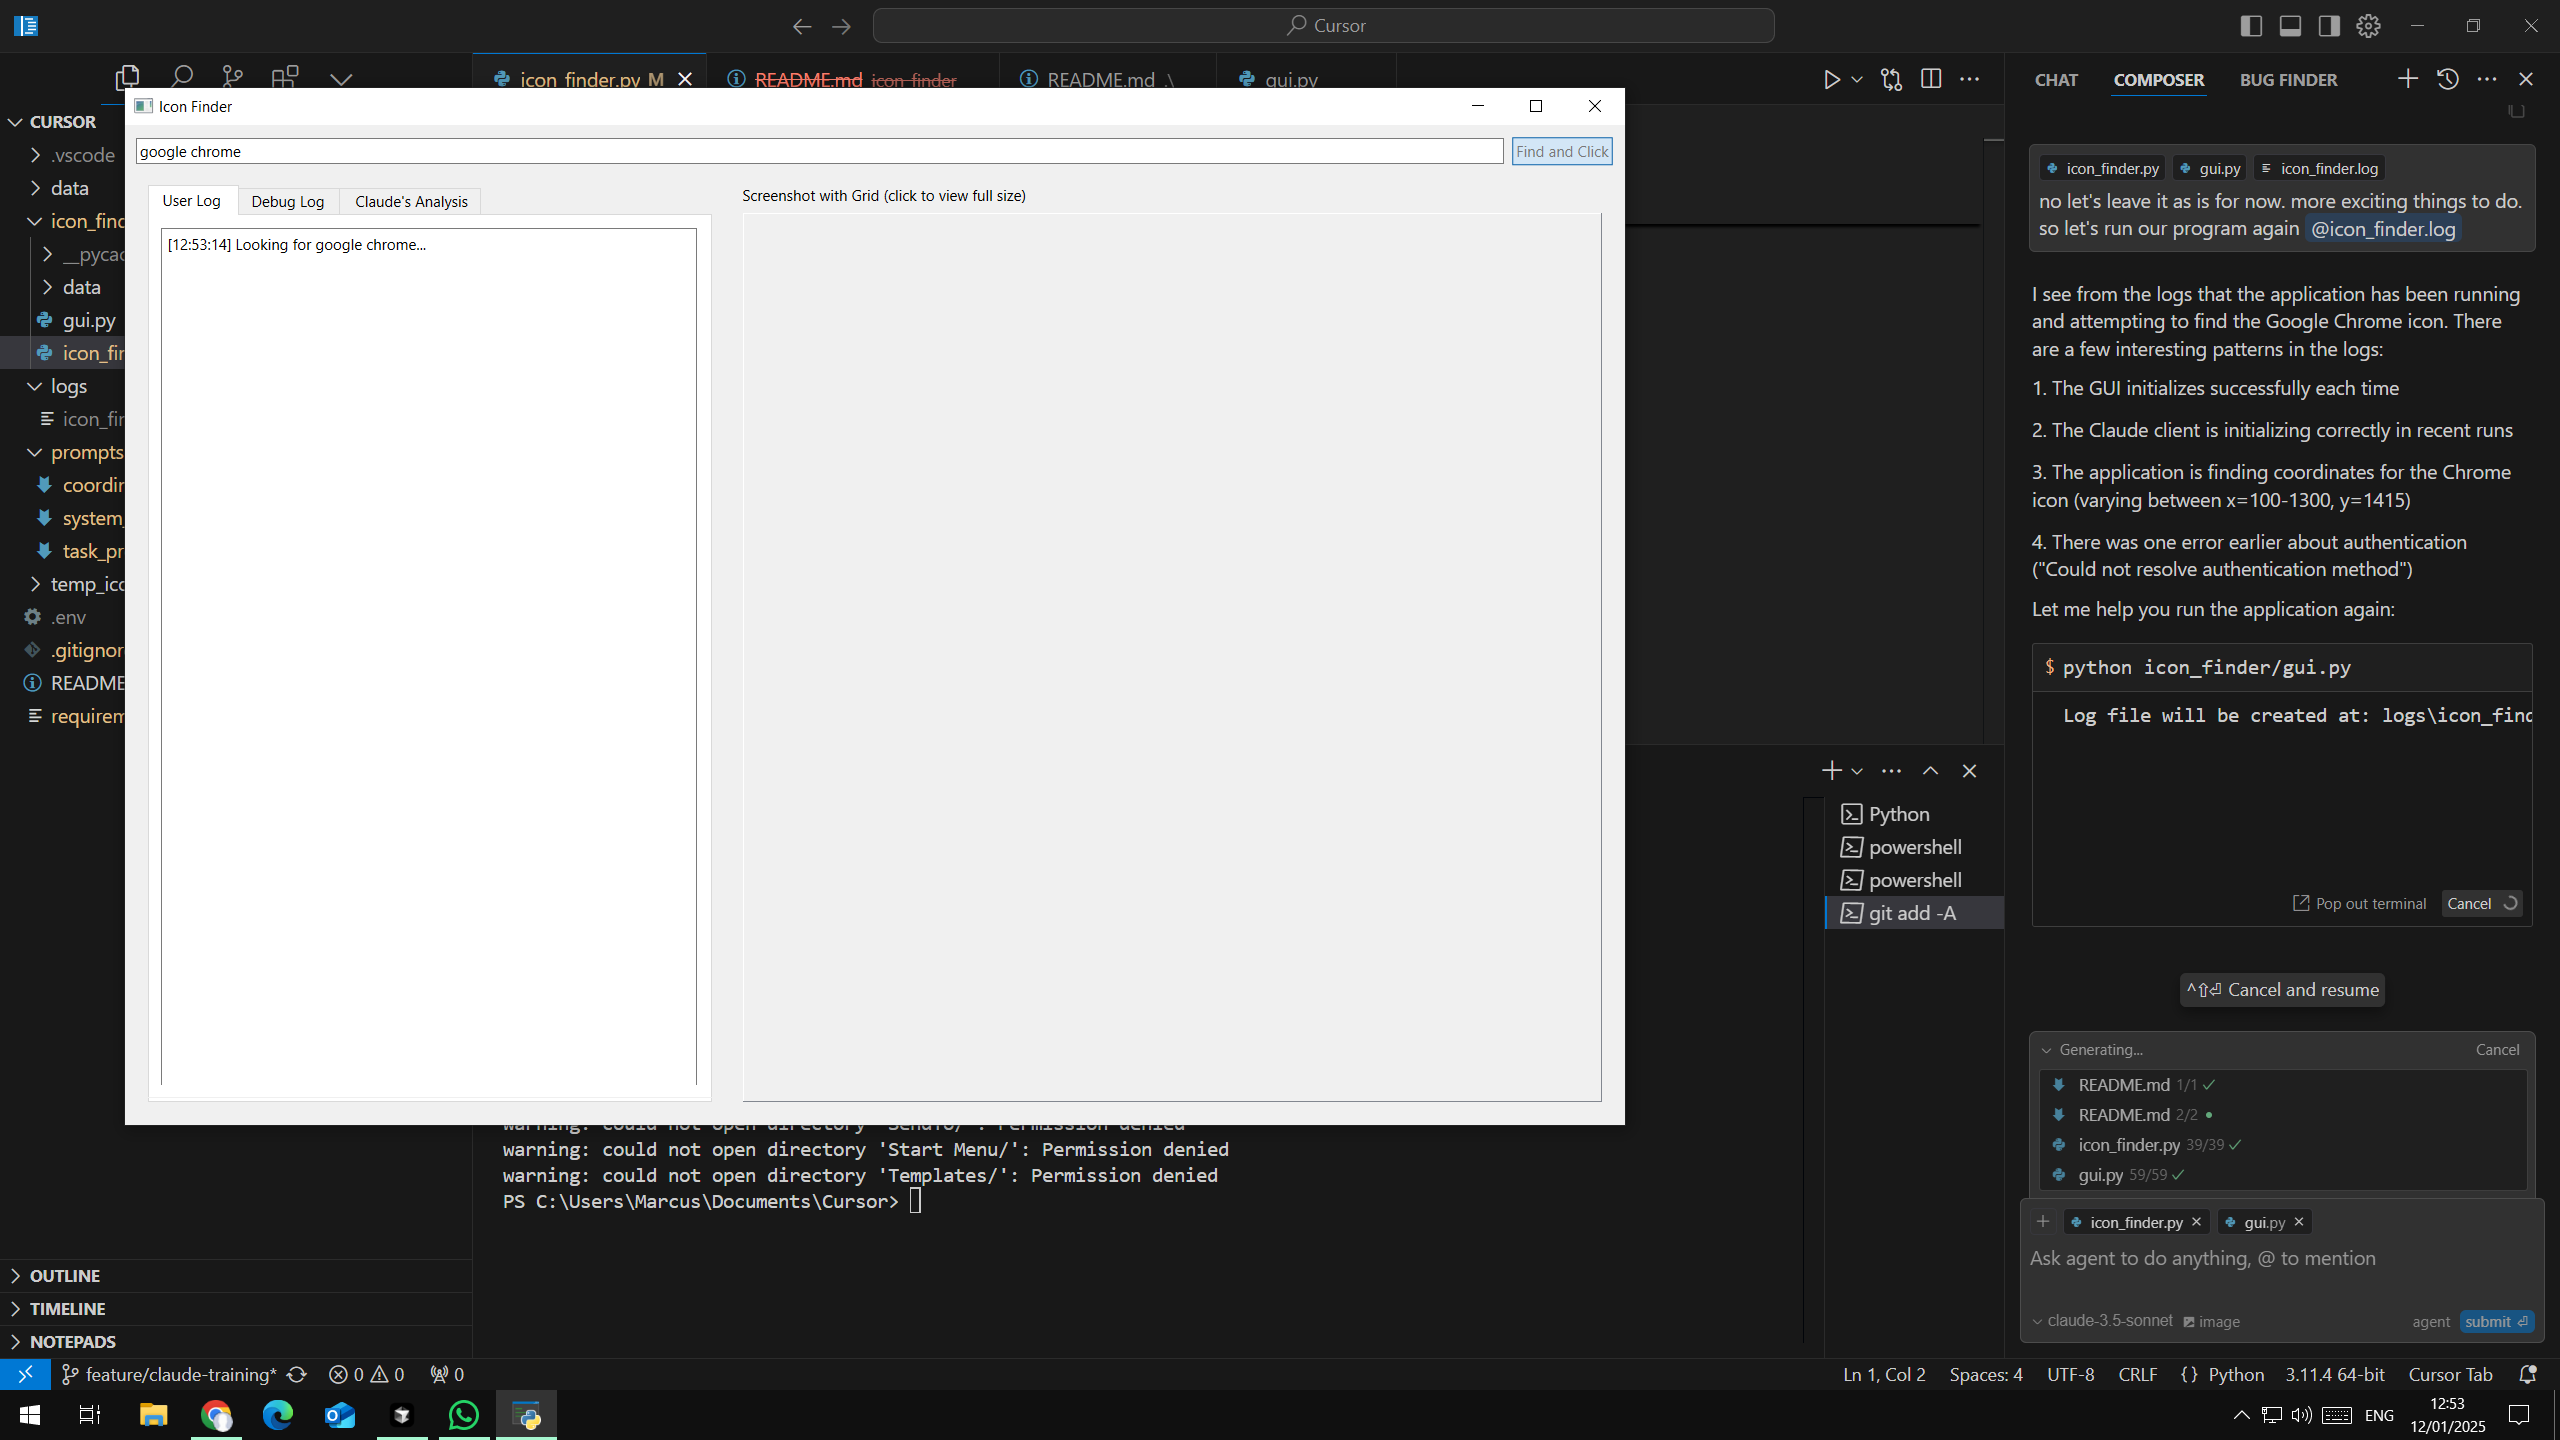 Cursor
icon_finder.py M
README.md icon-finder
README.md .\
gui.py
CHAT
COMPOSER
BUG FINDER
CURSOR
.vscode
data
icon_find
__pycac
data
gui.py
icon_fir
logs
icon_fir
prompts
coordir
system_
task_pr
temp_icc
.env
.gitignor
README
requirem
OUTLINE
TIMELINE
NOTEPADS
Icon Finder
google chrome
Find and Click
User Log
Debug Log
Claude's Analysis
[12:53:14] Looking for google chrome...
Screenshot with Grid (click to view full size)
warning: could not open directory 'SendTo/': Permission denied
warning: could not open directory 'Start Menu/': Permission denied
warning: could not open directory 'Templates/': Permission denied
PS C:\Users\Marcus\Documents\Cursor>
Python
powershell
powershell
git add -A
icon_finder.py
gui.py
icon_finder.log
no let's leave it as is for now. more exciting things to do.
so let's run our program again @icon_finder.log
I see from the logs that the application has been running
and attempting to find the Google Chrome icon. There
are a few interesting patterns in the logs:
1. The GUI initializes successfully each time
2. The Claude client is initializing correctly in recent runs
3. The application is finding coordinates for the Chrome
icon (varying between x=100-1300, y=1415)
4. There was one error earlier about authentication
("Could not resolve authentication method")
Let me help you run the application again:
$ python icon_finder/gui.py
Log file will be created at: logs\icon_find
Pop out terminal
Cancel
^⇧⏎ Cancel and resume
Generating...
Cancel
README.md 1/1 ✓
README.md 2/2 •
icon_finder.py 39/39 ✓
gui.py 59/59 ✓
icon_finder.py ×
gui.py ×
Ask agent to do anything, @ to mention
claude-3.5-sonnet
image
agent
submit ⏎
feature/claude-training*
0
0
0
Ln 1, Col 2
Spaces: 4
UTF-8
CRLF
{ } Python
3.11.4 64-bit
Cursor Tab
ENG
12:53
12/01/2025